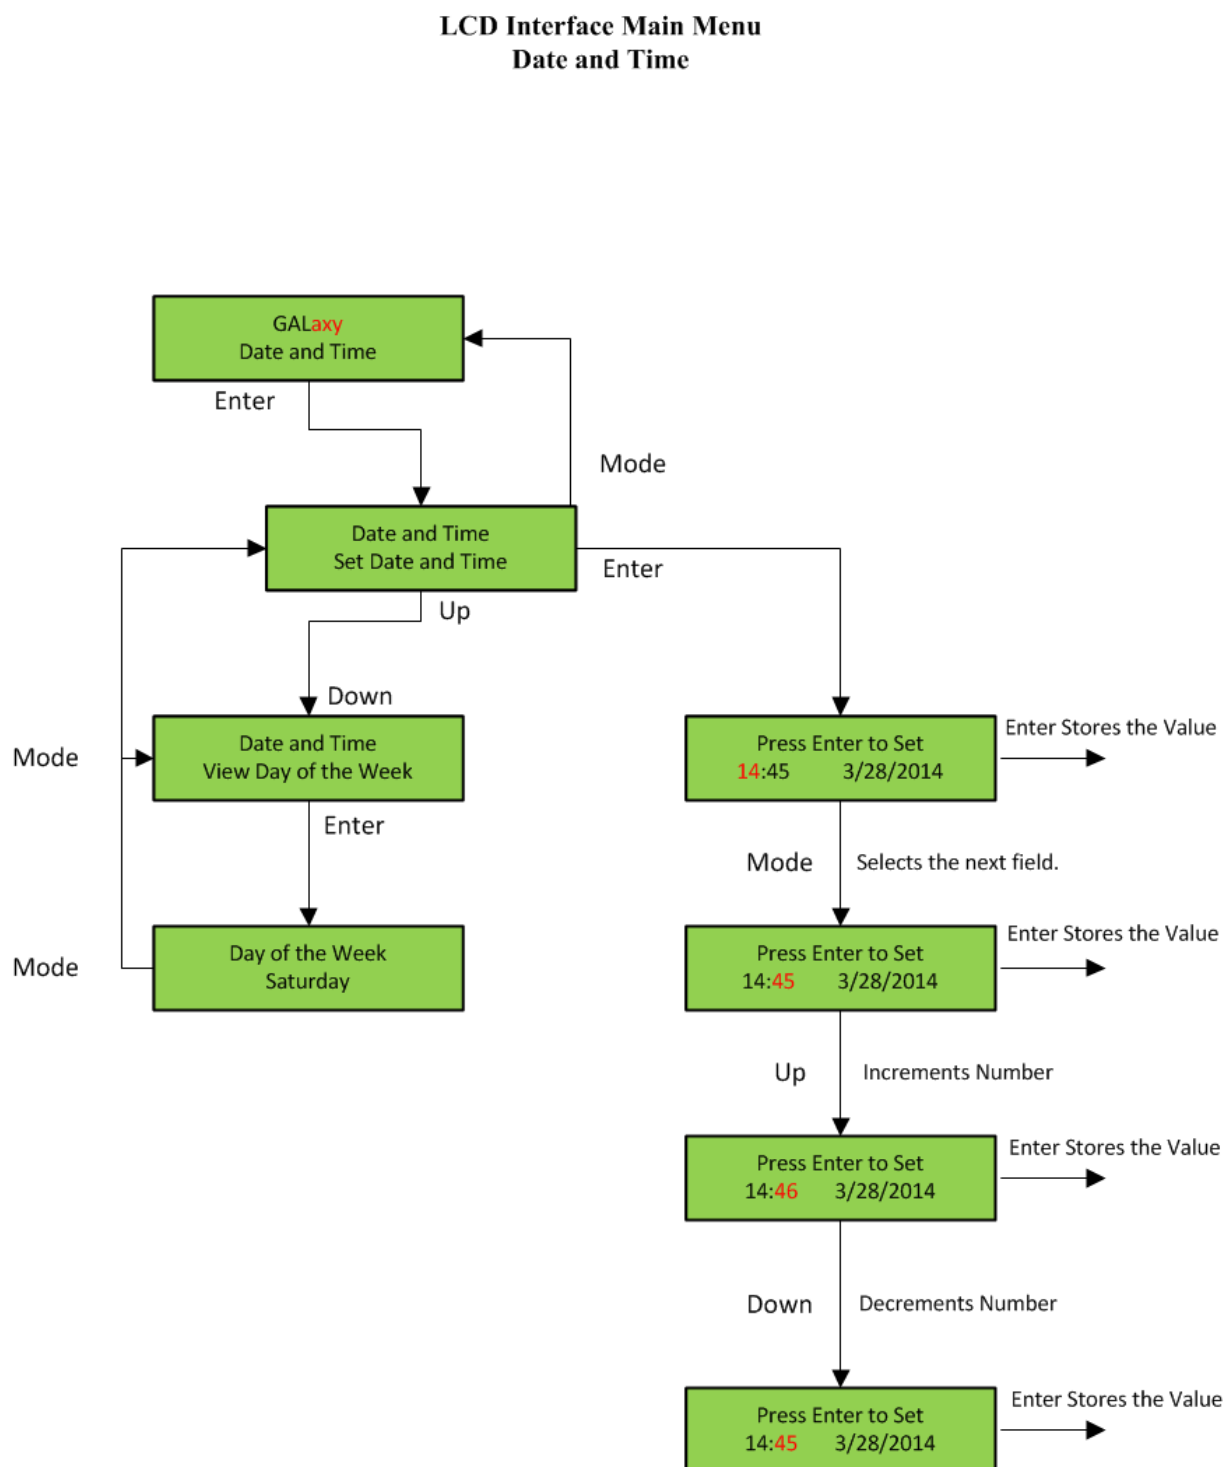 LCD Interface Main Menu
Date and Time
GALaxy
Date and Time
Enter
Mode
Date and Time
Set Date and Time
Enter
Up
Down
Mode
Date and Time
View Day of the Week
Enter
Mode
Day of the Week
Saturday
Press Enter to Set
14:45 3/28/2014
Enter Stores the Value
Mode
Selects the next field.
Press Enter to Set
14:45 3/28/2014
Enter Stores the Value
Up
Increments Number
Press Enter to Set
14:46 3/28/2014
Enter Stores the Value
Down
Decrements Number
Press Enter to Set
14:45 3/28/2014
Enter Stores the Value